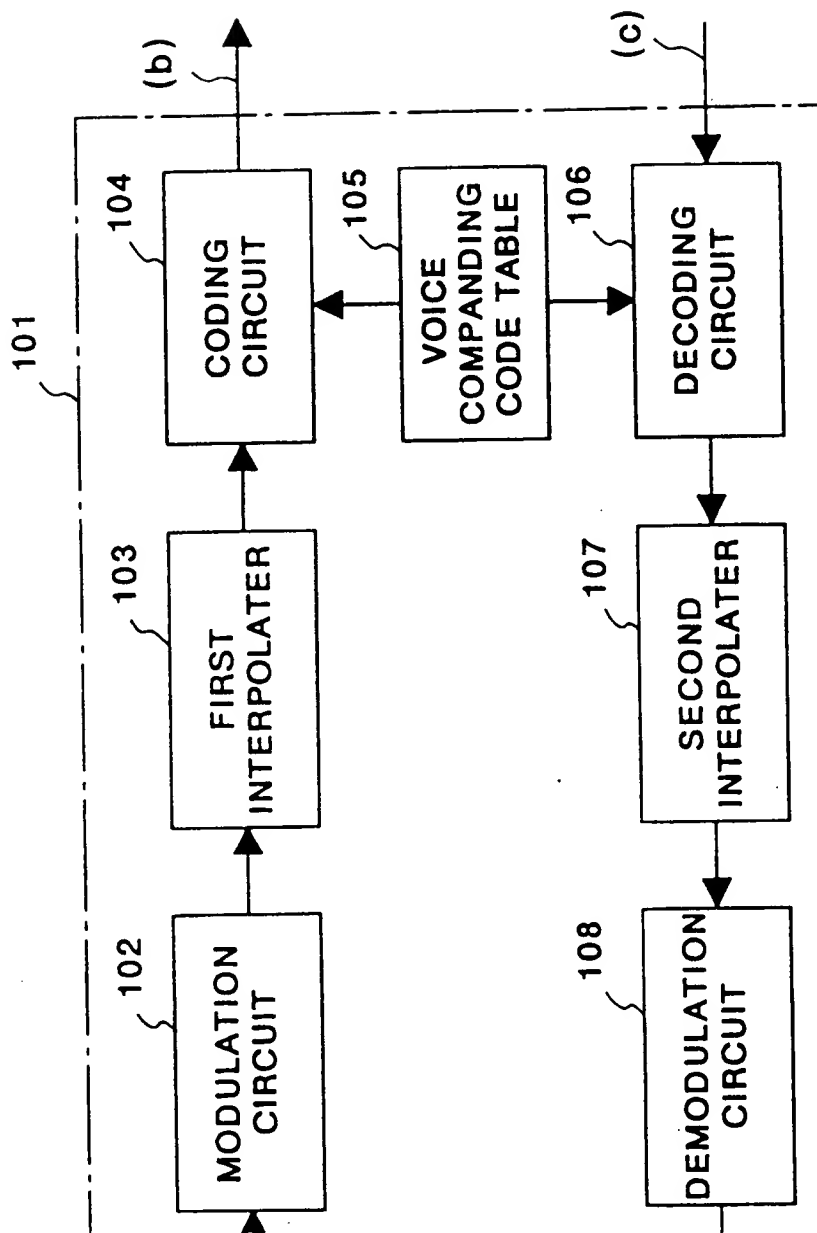 101
102
MODULATION
CIRCUIT
103
FIRST
INTERPOLATER
104
CODING
CIRCUIT
(b)
105
VOICE
COMPANDING
CODE TABLE
108
DEMODULATION
CIRCUIT
107
SECOND
INTERPOLATER
106
DECODING
CIRCUIT
(c)